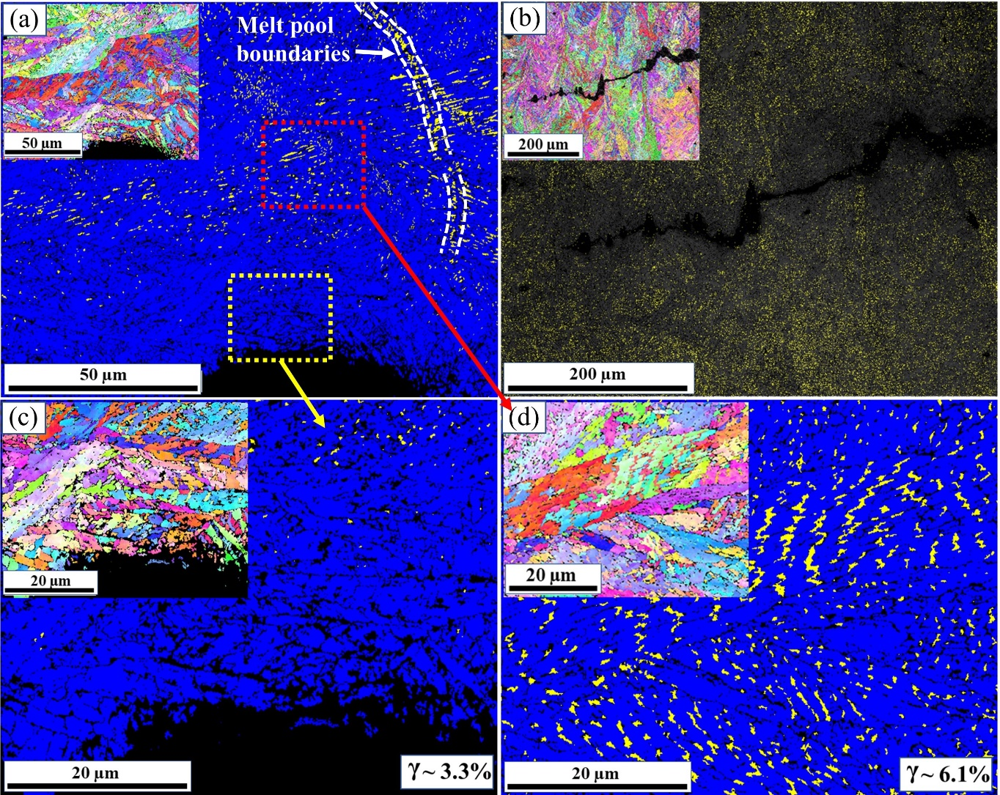 (a)
Melt pool
boundaries
50 µm
50 µm
(b)
200 µm
200 µm
(c)
20 µm
20 µm
γ ~ 3.3%
(d)
20 µm
20 µm
γ ~ 6.1%